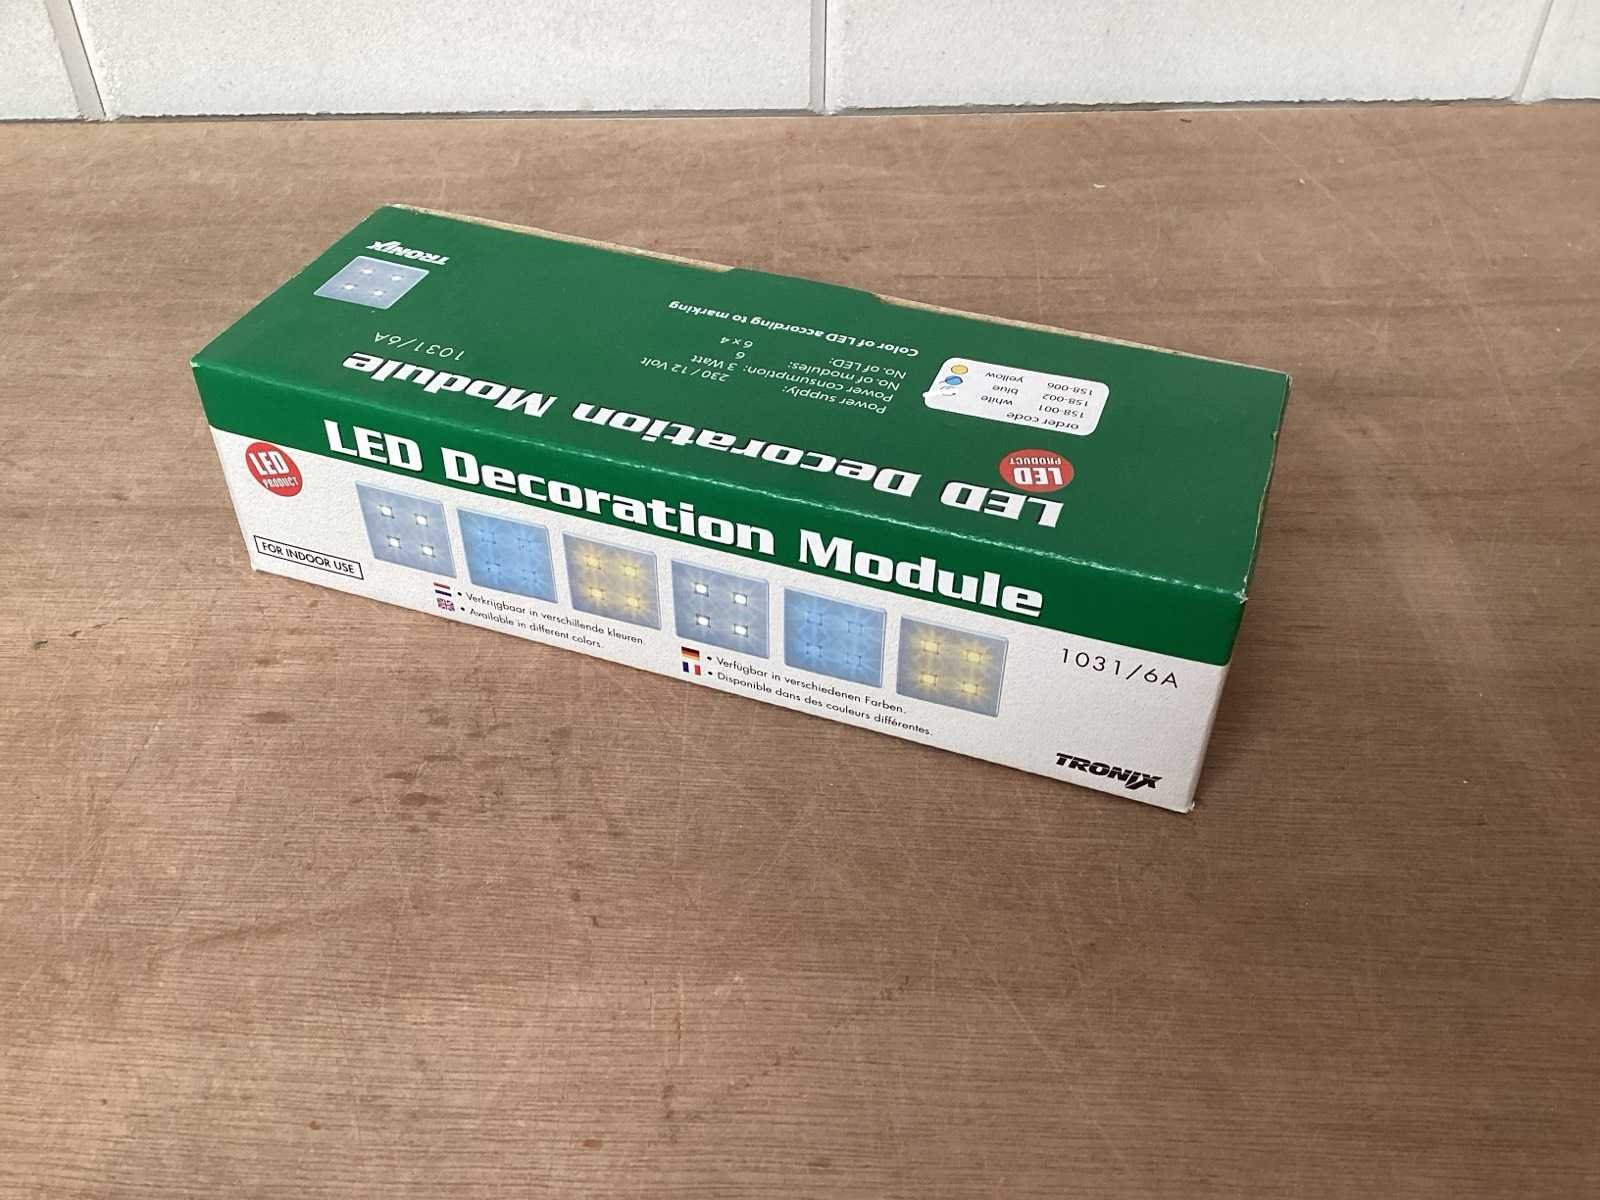 TRONIX
1031/6A
LED Decoration Module
LED
PRODUCT
Power supply: 230 / 12 Volt
Power consumption: 3 Watt
No. of modules: 6
No. of LED: 6 x 4
Color of LED according to marking
order code
158-001 white
158-002 blue
158-006 yellow
LED
PRODUCT
LED Decoration Module
FOR INDOOR USE
• Verkrijgbaar in verschillende kleuren.
• Available in different colors.
• Verfügbar in verschiedenen Farben.
• Disponible dans des couleurs différentes.
1031/6A
TRONIX